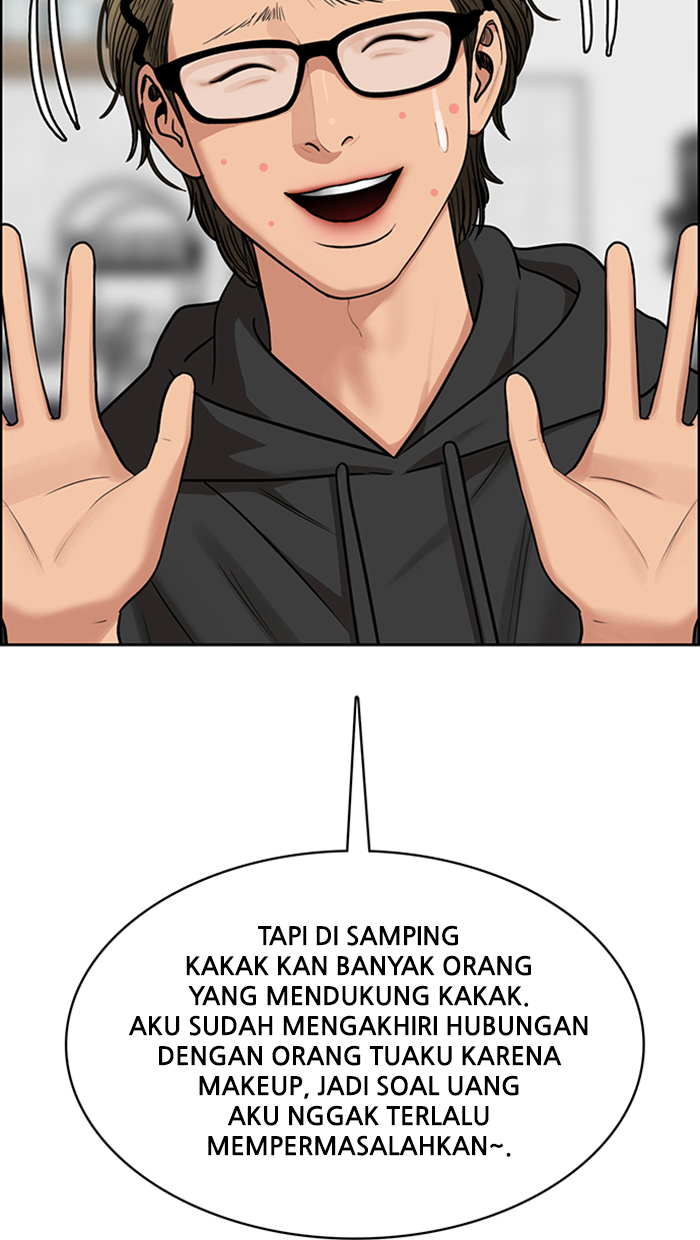 TAPI DI SAMPING
KAKAK KAN BANYAK ORANG
YANG MENDUKUNG KAKAK.
AKU SUDAH MENGAKHIRI HUBUNGAN
DENGAN ORANG TUAKU KARENA
MAKEUP, JADI SOAL UANG
AKU NGGAK TERLALU
MEMPERMASALAHKAN~.